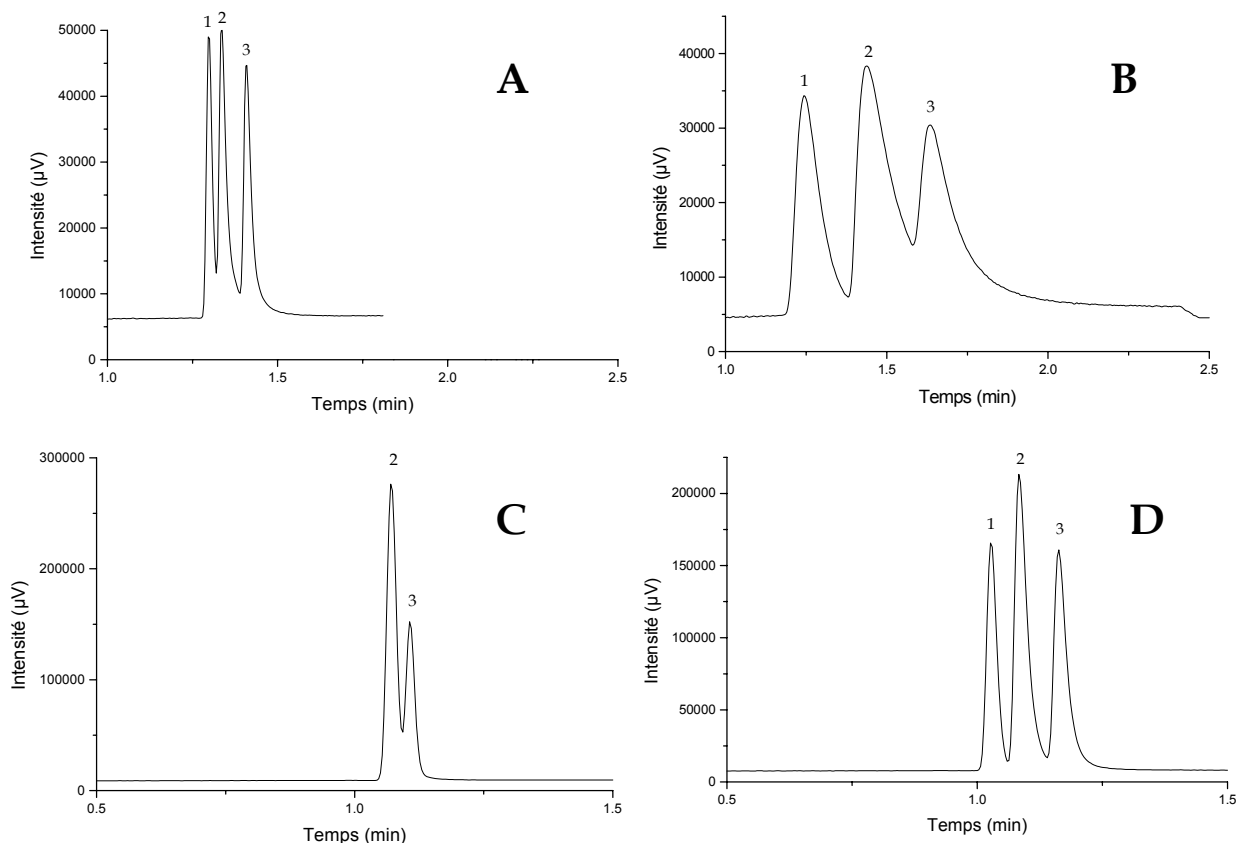 1 2 3
A
50000
40000
30000
20000
10000
0
Intensité (µV)
1.0 1.5 2.0 2.5
Temps (min)
1 2 3
B
40000
30000
20000
10000
0
Intensité (µV)
1.0 1.5 2.0 2.5
Temps (min)
2 3
C
300000
200000
100000
0
Intensité (µV)
0.5 1.0 1.5
Temps (min)
1 2 3
D
200000
150000
100000
50000
0
Intensité (µV)
0.5 1.0 1.5
Temps (min)